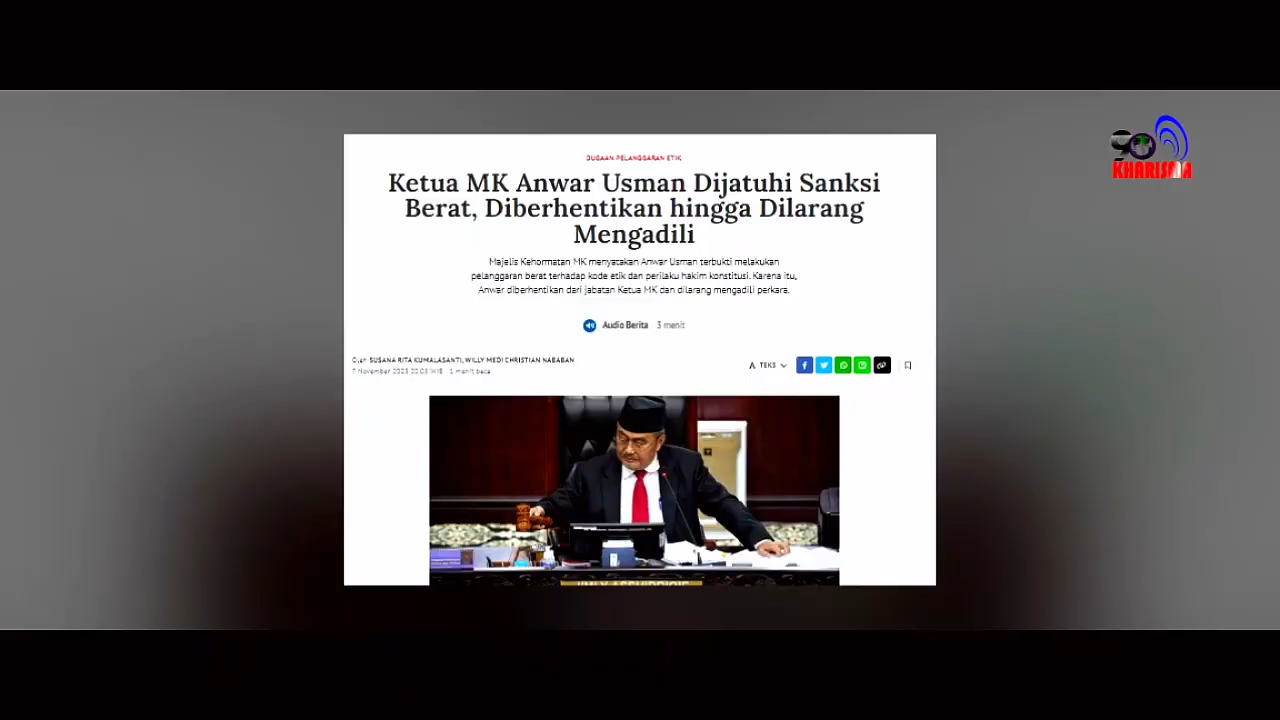 90
KHARISMA
DUGAAN PELANGGARAN ETIK
Ketua MK Anwar Usman Dijatuhi Sanksi
Berat, Diberhentikan hingga Dilarang
Mengadili
Majelis Kehormatan MK menyatakan Anwar Usman terbukti melakukan
pelanggaran berat terhadap kode etik dan perilaku hakim konstitusi. Karena itu,
Anwar diberhentikan dari jabatan Ketua MK dan dilarang mengadili perkara.
Audio Berita 3 menit
Oleh SUSANA RITA KUMALASANTI, WILLY MEDI CHRISTIAN NABABAN
7 November 2023 20:03 WIB 1 menit baca
A TEKS
JIMLY ASSHIDDIQIE